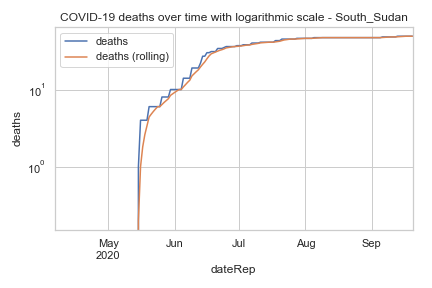 COVID-19 deaths over time with logarithmic scale - South_Sudan
deaths
deaths (rolling)
10¹
10⁰
deaths
May
2020
Jun
Jul
Aug
Sep
dateRep